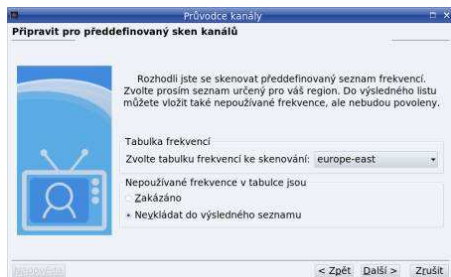 Průvodce kanály
Připravit pro předdefinovaný sken kanálů
Rozhodli jste se skenovat předdefinovaný seznam frekvencí.
Zvolte prosím seznam určený pro váš region. Do výsledného listu
můžete vložit také nepoužívané frekvence, ale nebudou povoleny.
Tabulka frekvencí
Zvolte tabulku frekvencí ke skenování: europe-east
Nepoužívané frekvence v tabulce jsou
Zakázáno
Nevkládat do výsledného seznamu
Nápověda < Zpět Další > Zrušit